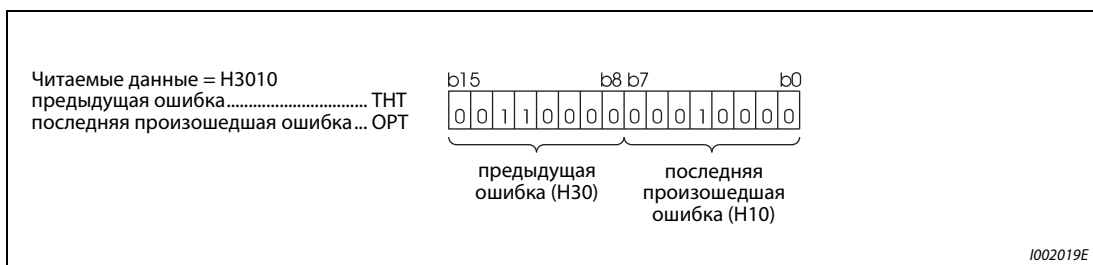 Читаемые данные = H3010
предыдущая ошибка................................ THT
последняя произошедшая ошибка... OPT
b15 b8 b7 b0
0 0 1 1 0 0 0 0 0 0 0 1 0 0 0 0
предыдущая ошибка (H30)
последняя произошедшая ошибка (H10)
I002019E